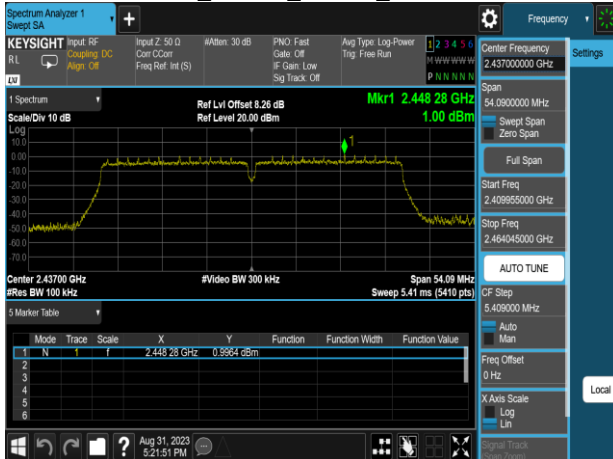 Spectrum Analyzer 1
Swept SA
Frequency
KEYSIGHT
RL
LXI
Input: RF
Coupling: DC
Align: Off
Input Z: 50 Ω
Corr CCorr
Freq Ref: Int (S)
#Atten: 30 dB
PNO: Fast
Gate: Off
IF Gain: Low
Sig Track: Off
Avg Type: Log-Power
Trig: Free Run
1 2 3 4 5 6
M W W W W W
P N N N N N
Center Frequency
2.437000000 GHz
Settings
1 Spectrum
Scale/Div 10 dB
Ref Lvl Offset 8.26 dB
Ref Level 20.00 dBm
Mkr1 2.448 28 GHz
1.00 dBm
Log
10.0
0.00
-10.0
-20.0
-30.0
-40.0
-50.0
-60.0
-70.0
1
Center 2.43700 GHz
#Res BW 100 kHz
#Video BW 300 kHz
Span 54.09 MHz
Sweep 5.41 ms (5410 pts)
Span
54.0900000 MHz
Swept Span
Zero Span
Full Span
Start Freq
2.409955000 GHz
Stop Freq
2.464045000 GHz
AUTO TUNE
CF Step
5.409000 MHz
Auto
Man
Freq Offset
0 Hz
X Axis Scale
Log
Lin
Signal Track
(Span Zoom)
Local
5 Marker Table
Mode Trace Scale X Y Function Function Width Function Value
1 N 1 f 2.448 28 GHz 0.9964 dBm
2
3
4
5
6
?
Aug 31, 2023
5:21:51 PM